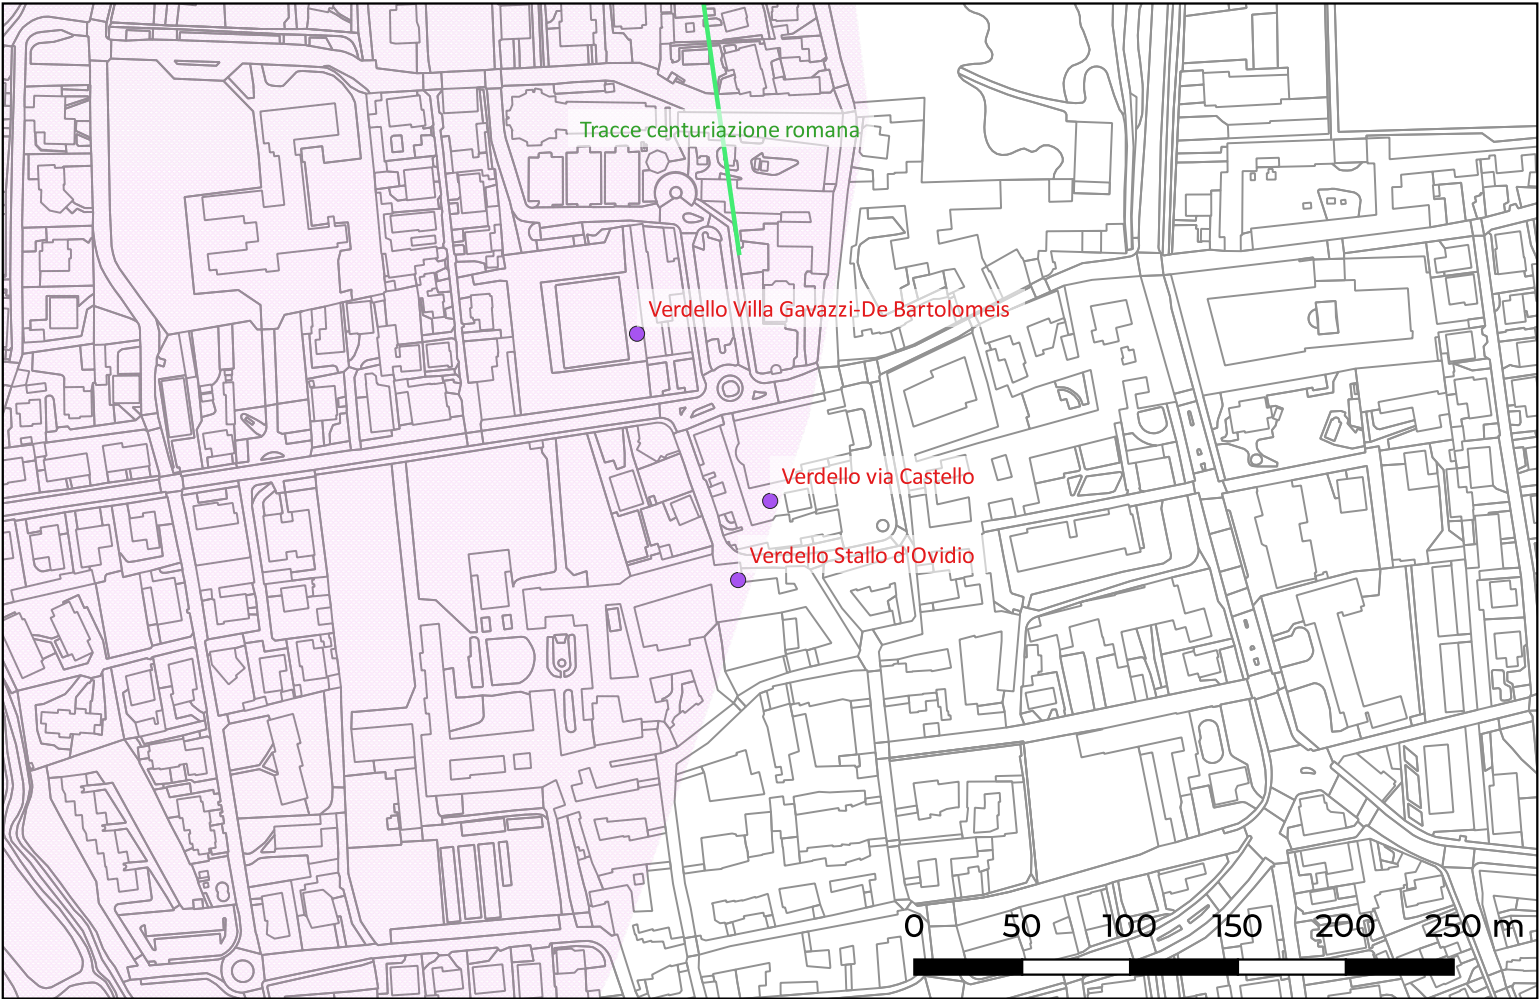 Tracce centuriazione romana
Verdello Villa Gavazzi-De Bartolomeis
Verdello via Castello
Verdello Stallo d'Ovidio
0 50 100 150 200 250 m